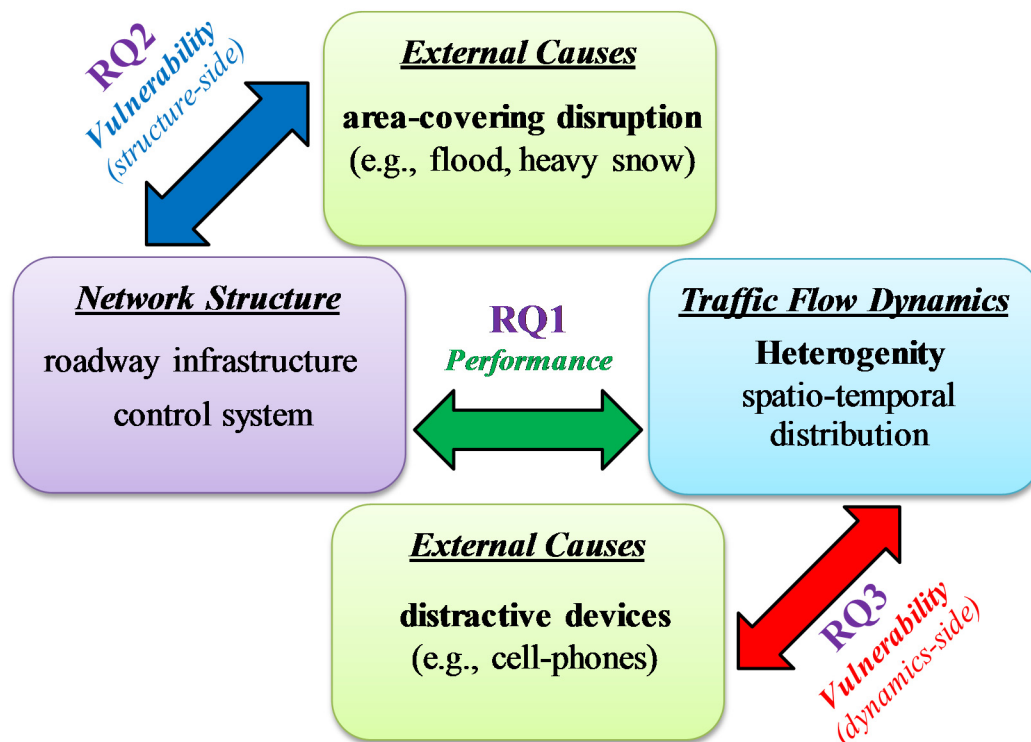 RQ2
Vulnerability
(structure-side)
External Causes
area-covering disruption
(e.g., flood, heavy snow)
Network Structure
roadway infrastructure
control system
RQ1
Performance
Traffic Flow Dynamics
Heterogenity
spatio-temporal
distribution
External Causes
distractive devices
(e.g., cell-phones)
RQ3
Vulnerability
(dynamics-side)